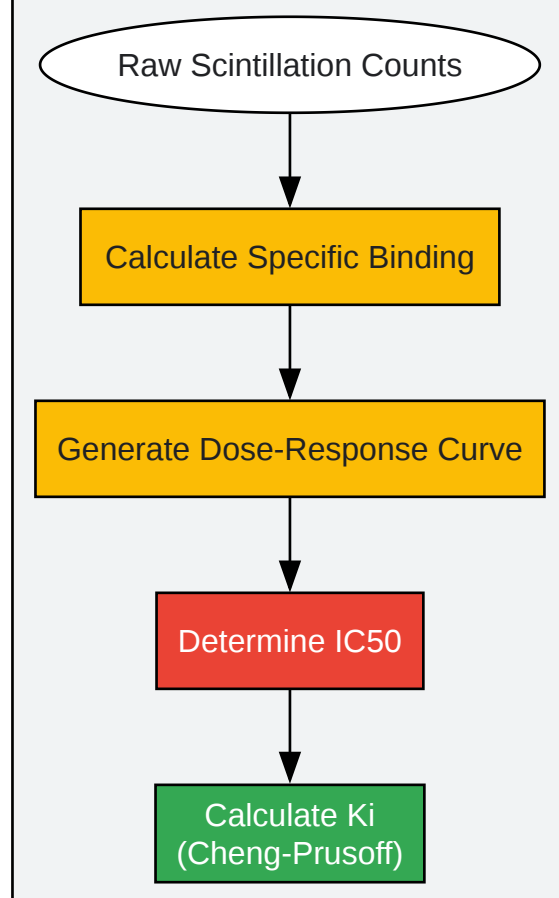 Raw Scintillation Counts
Calculate Specific Binding
Generate Dose-Response Curve
Determine IC50
Calculate Ki
(Cheng-Prusoff)